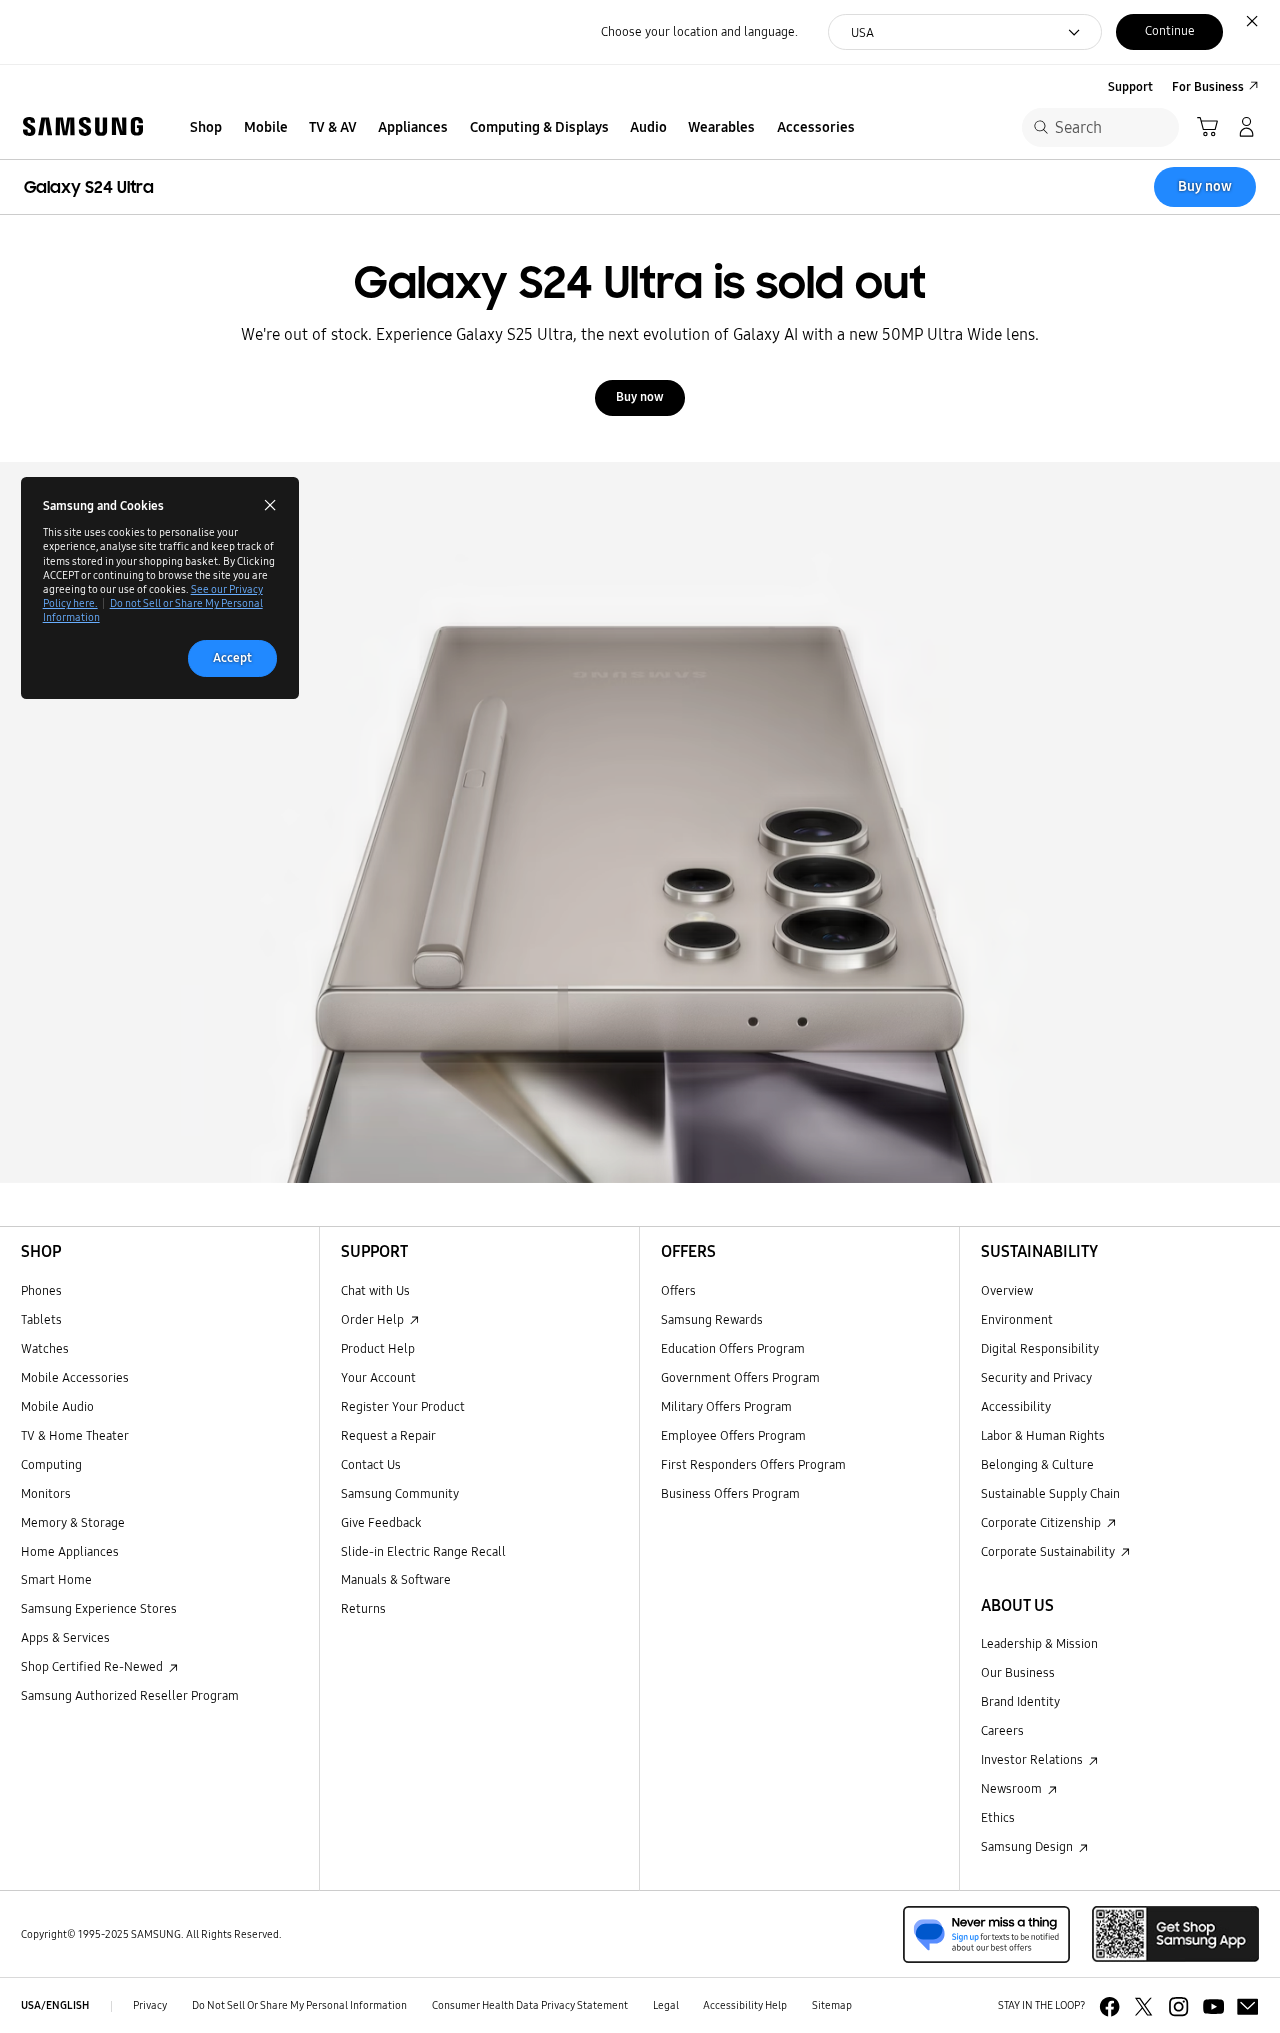 Choose your location and language.
USA
Continue
Support
For Business
SAMSUNG
Shop
Mobile
TV & AV
Appliances
Computing & Displays
Audio
Wearables
Accessories
Search
Galaxy S24 Ultra
Buy now
Galaxy S24 Ultra is sold out
We're out of stock. Experience Galaxy S25 Ultra, the next evolution of Galaxy AI with a new 50MP Ultra Wide lens.
Buy now
Samsung and Cookies
This site uses cookies to personalise your
experience, analyse site traffic and keep track of
items stored in your shopping basket. By Clicking
ACCEPT or continuing to browse the site you are
agreeing to our use of cookies. See our Privacy
Policy here. | Do not Sell or Share My Personal
Information
Accept
SAMSUNG
SHOP
Phones
Tablets
Watches
Mobile Accessories
Mobile Audio
TV & Home Theater
Computing
Monitors
Memory & Storage
Home Appliances
Smart Home
Samsung Experience Stores
Apps & Services
Shop Certified Re-Newed
Samsung Authorized Reseller Program
SUPPORT
Chat with Us
Order Help
Product Help
Your Account
Register Your Product
Request a Repair
Contact Us
Samsung Community
Give Feedback
Slide-in Electric Range Recall
Manuals & Software
Returns
OFFERS
Offers
Samsung Rewards
Education Offers Program
Government Offers Program
Military Offers Program
Employee Offers Program
First Responders Offers Program
Business Offers Program
SUSTAINABILITY
Overview
Environment
Digital Responsibility
Security and Privacy
Accessibility
Labor & Human Rights
Belonging & Culture
Sustainable Supply Chain
Corporate Citizenship
Corporate Sustainability
ABOUT US
Leadership & Mission
Our Business
Brand Identity
Careers
Investor Relations
Newsroom
Ethics
Samsung Design
Copyright© 1995-2025 SAMSUNG. All Rights Reserved.
Never miss a thing
Sign up for texts to be notified
about our best offers
Get Shop
Samsung App
USA/ENGLISH
Privacy
Do Not Sell Or Share My Personal Information
Consumer Health Data Privacy Statement
Legal
Accessibility Help
Sitemap
STAY IN THE LOOP?